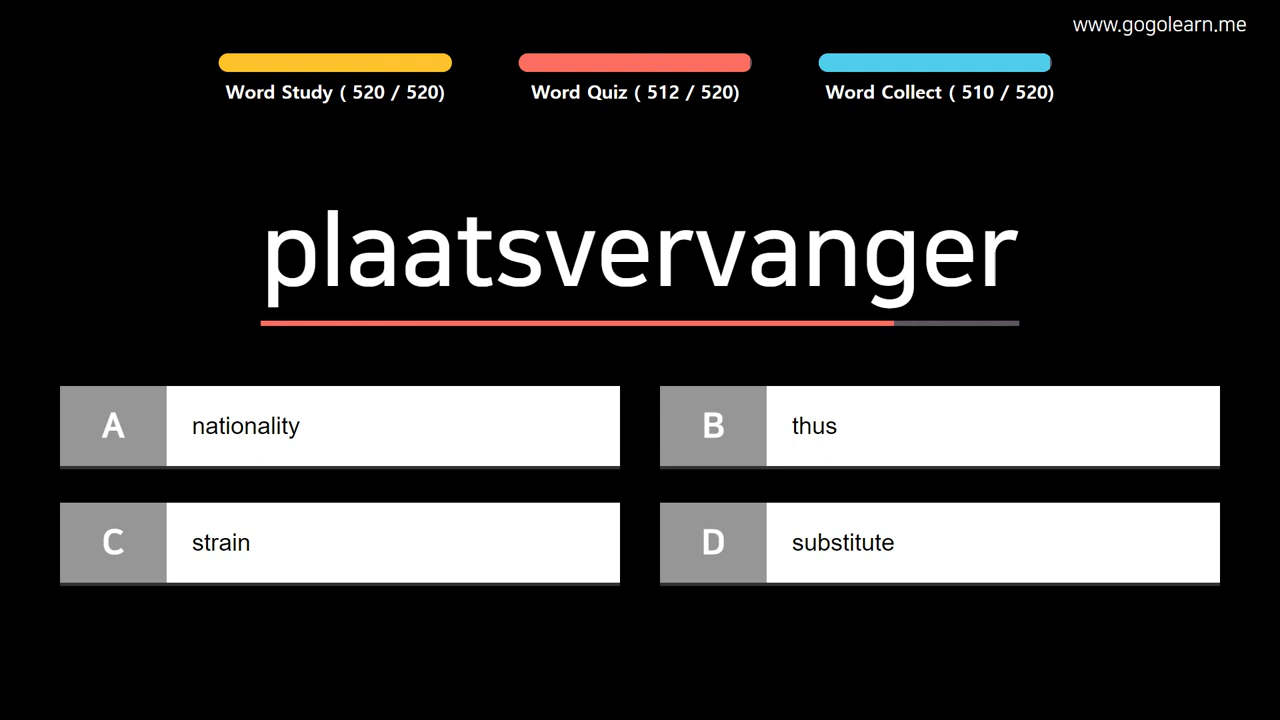 www.gogolearn.me
Word Study ( 520 / 520)
Word Quiz ( 512 / 520)
Word Collect ( 510 / 520)
plaatsvervanger
A
nationality
B
thus
C
strain
D
substitute